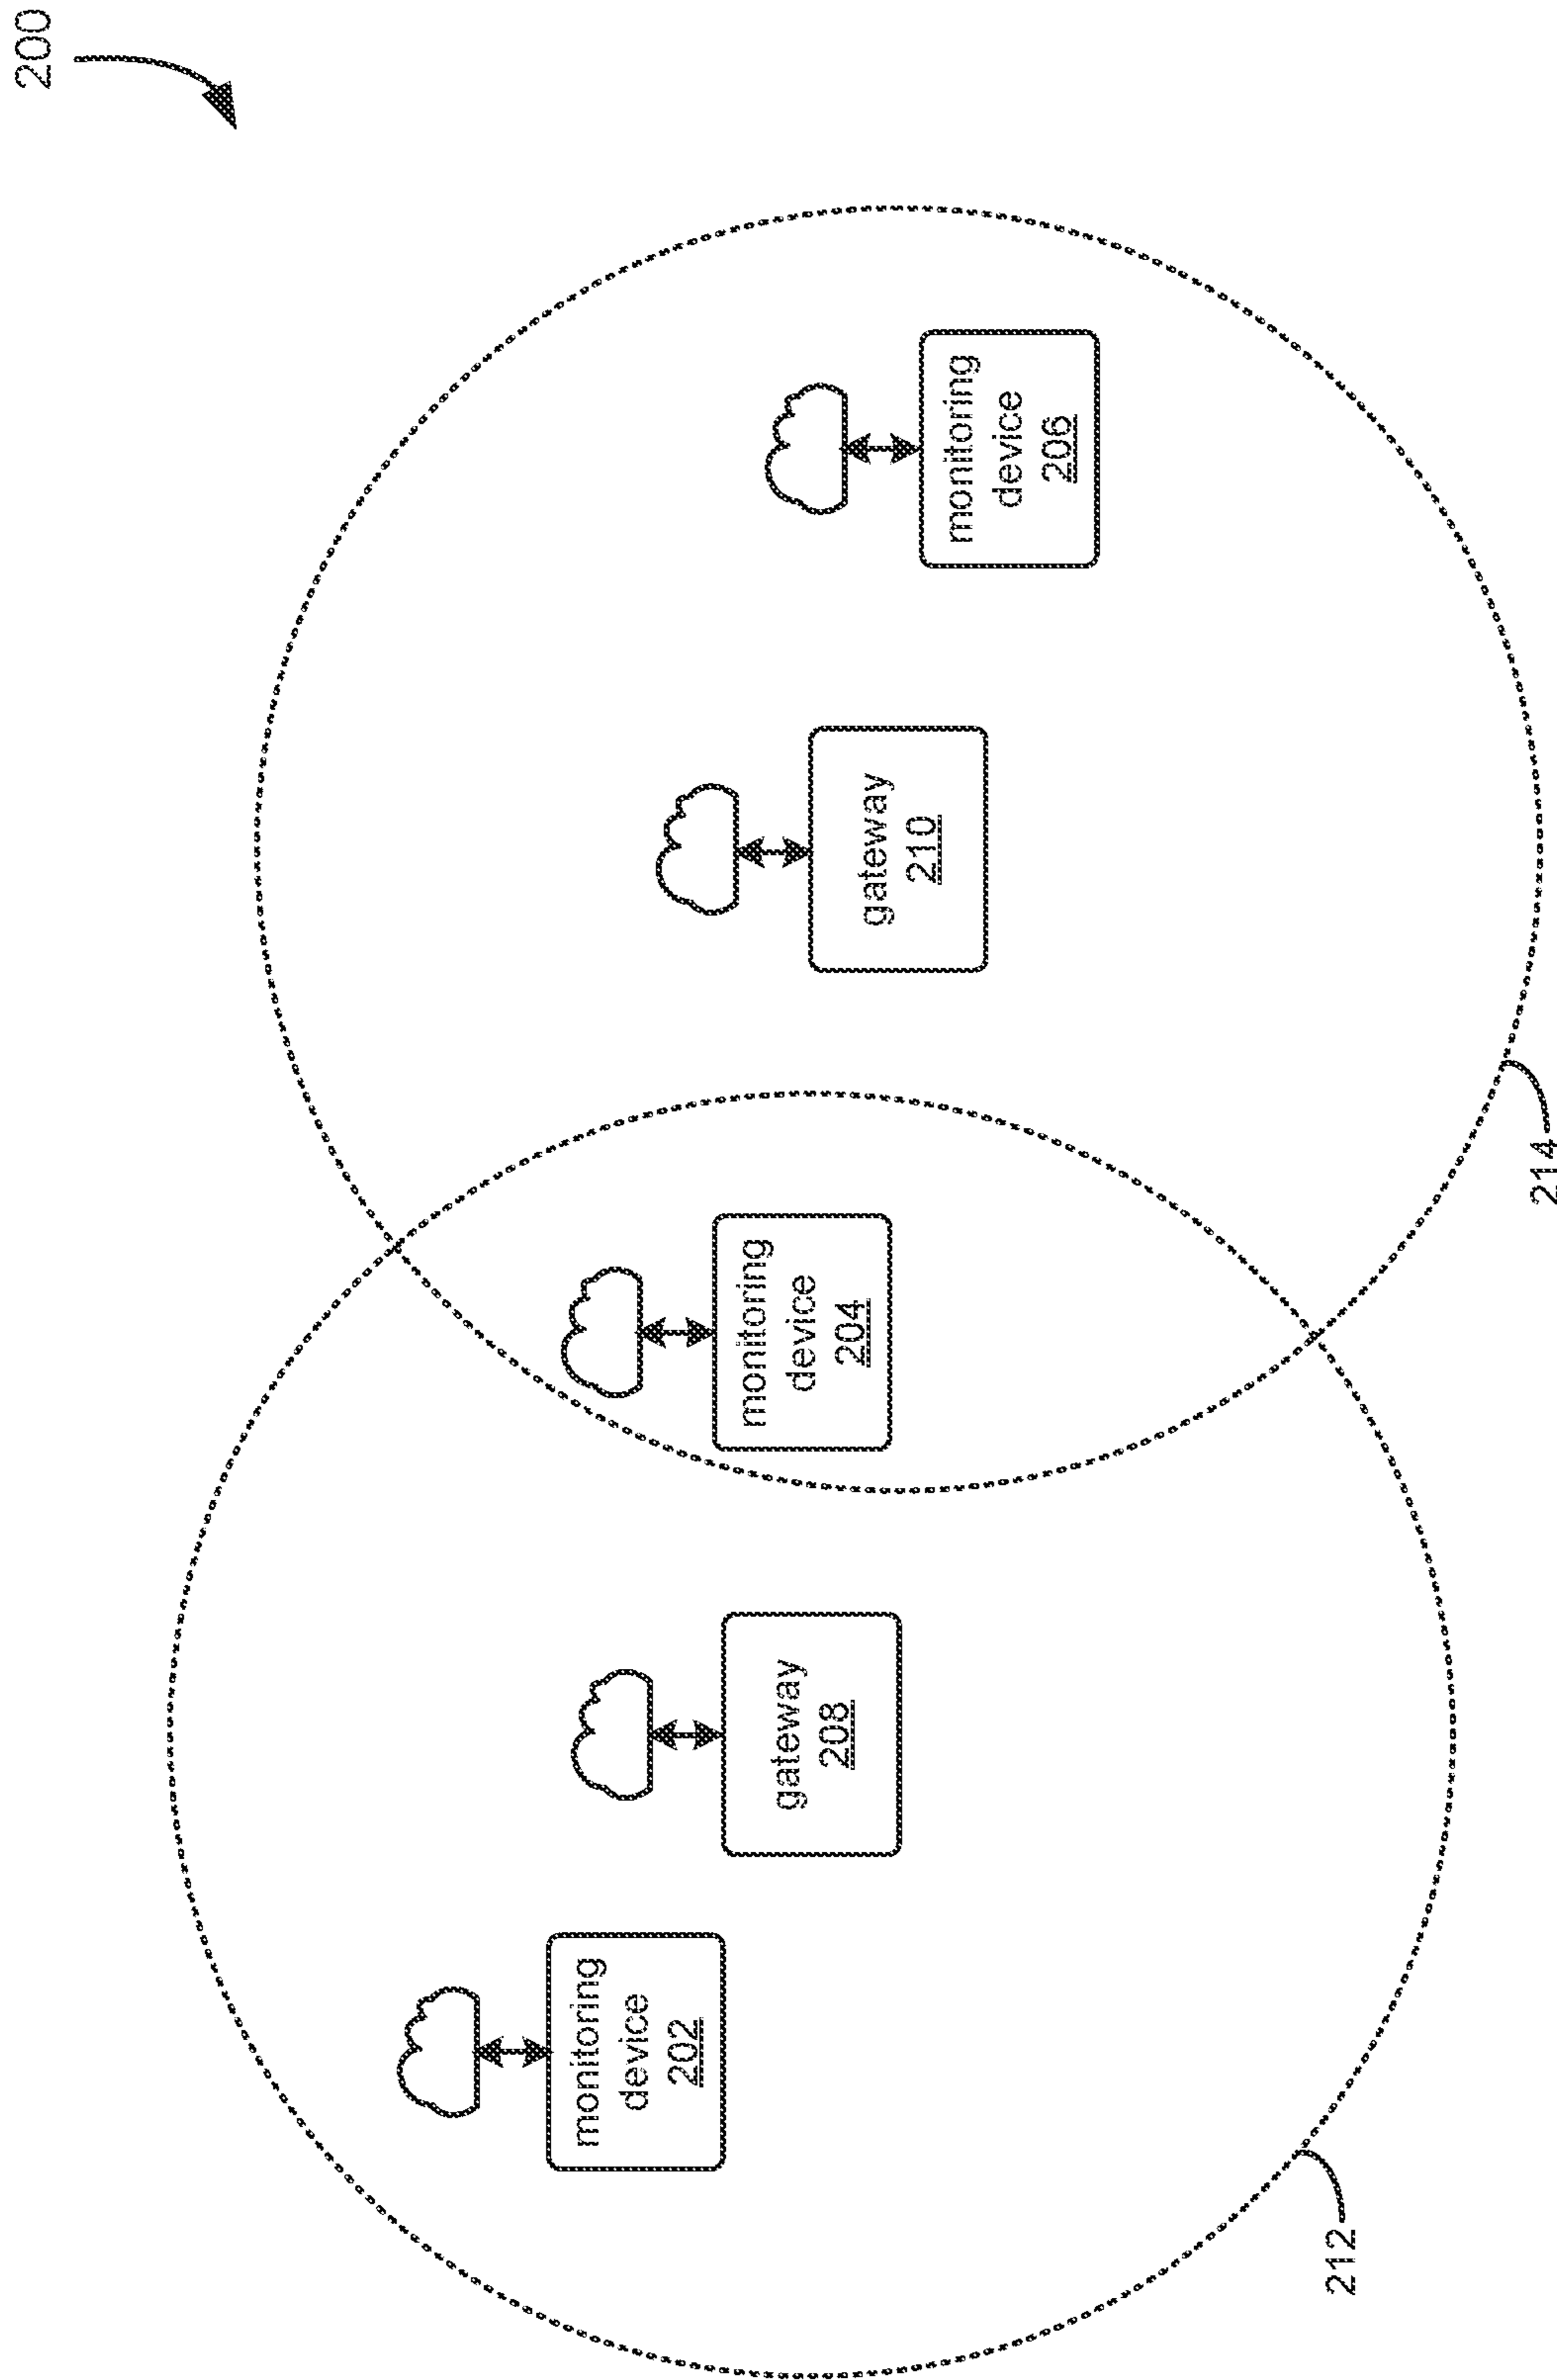 200
monitoring
device
202
gateway
208
monitoring
device
204
gateway
210
monitoring
device
206
212
214